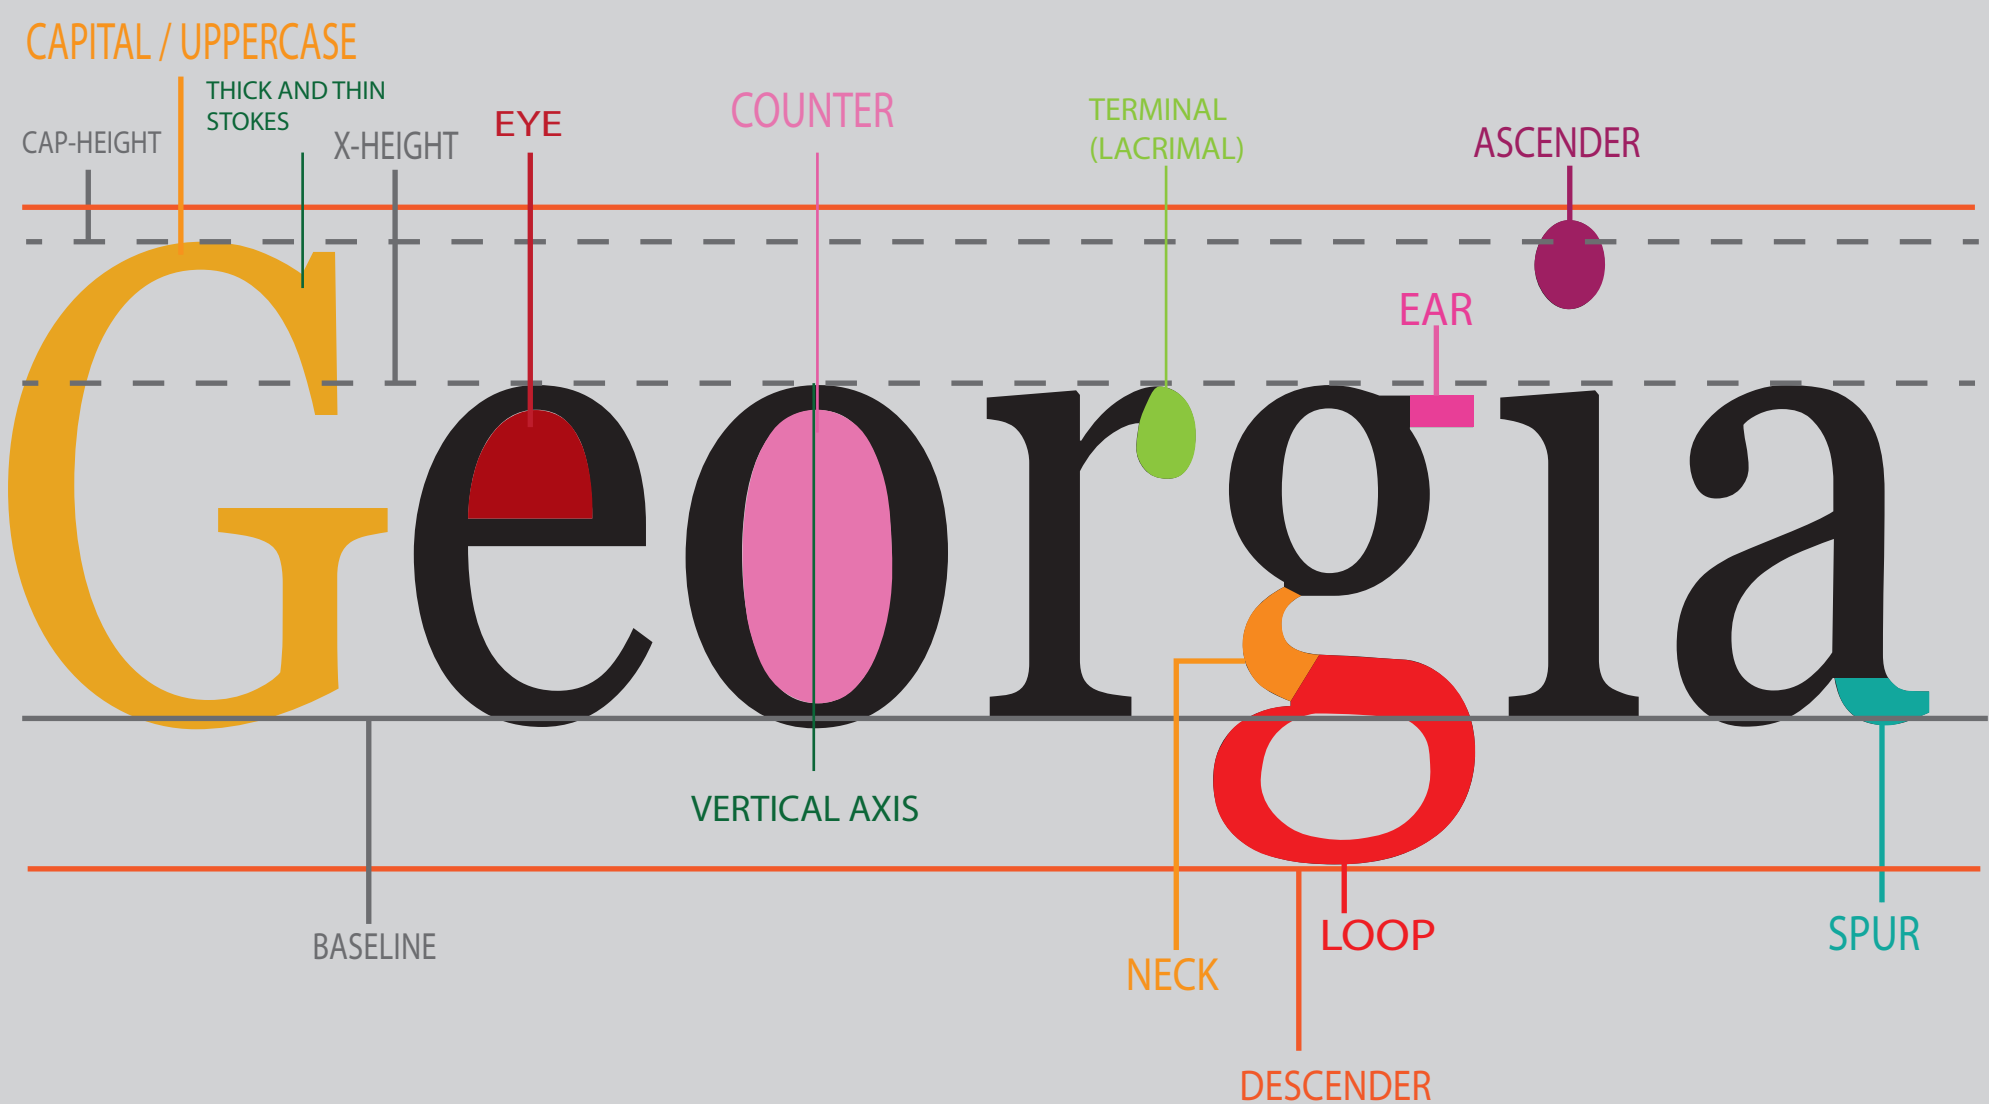 CAPITAL / UPPERCASE
THICK AND THIN
STOKES
CAP-HEIGHT
X-HEIGHT
EYE
COUNTER
TERMINAL
(LACRIMAL)
ASCENDER
EAR
Georgia
VERTICAL AXIS
BASELINE
NECK
LOOP
SPUR
DESCENDER